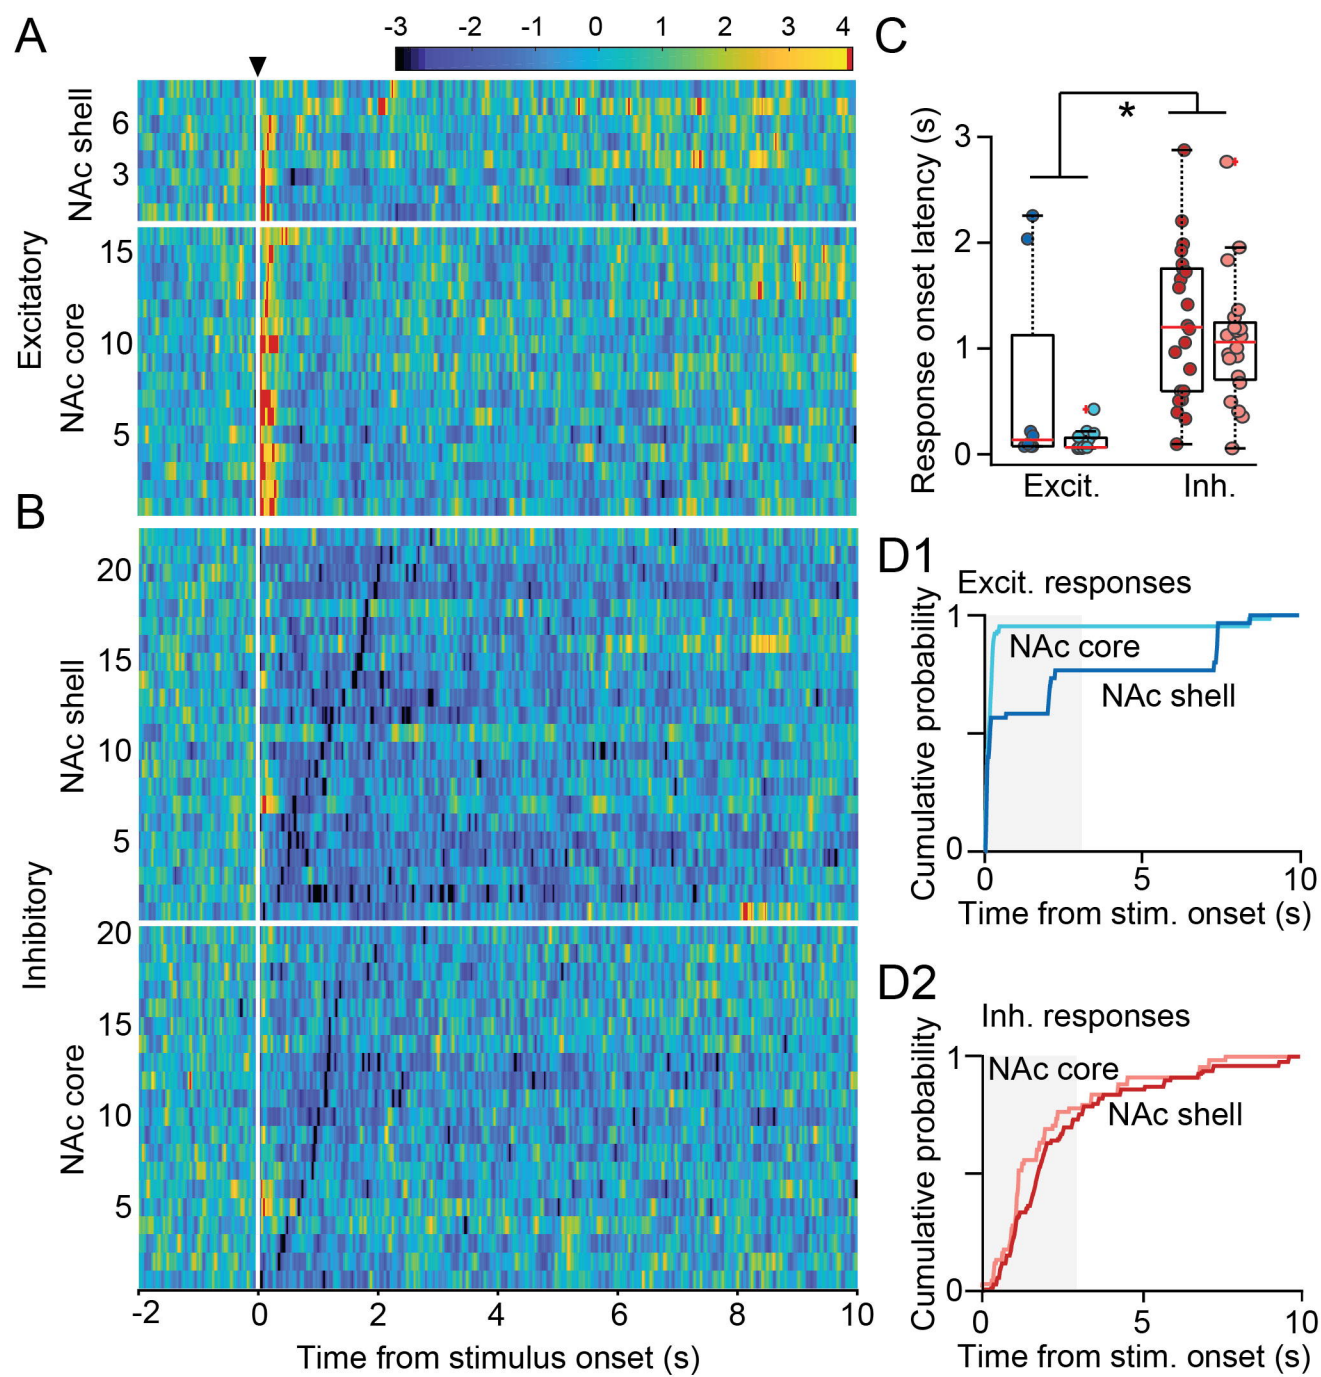 A
-3 -2 -1 0 1 2 3 4
Excitatory
NAc shell
6
3
NAc core
15
10
5
B
Inhibitory
NAc shell
20
15
10
5
NAc core
20
15
10
5
-2 0 2 4 6 8 10
Time from stimulus onset (s)
C
Response onset latency (s)
3
2
1
0
*
Excit. Inh.
D1
Excit. responses
Cumulative probability
1
0
NAc core
NAc shell
0 5 10
Time from stim. onset (s)
D2
Inh. responses
Cumulative probability
1
0
NAc core
NAc shell
0 5 10
Time from stim. onset (s)